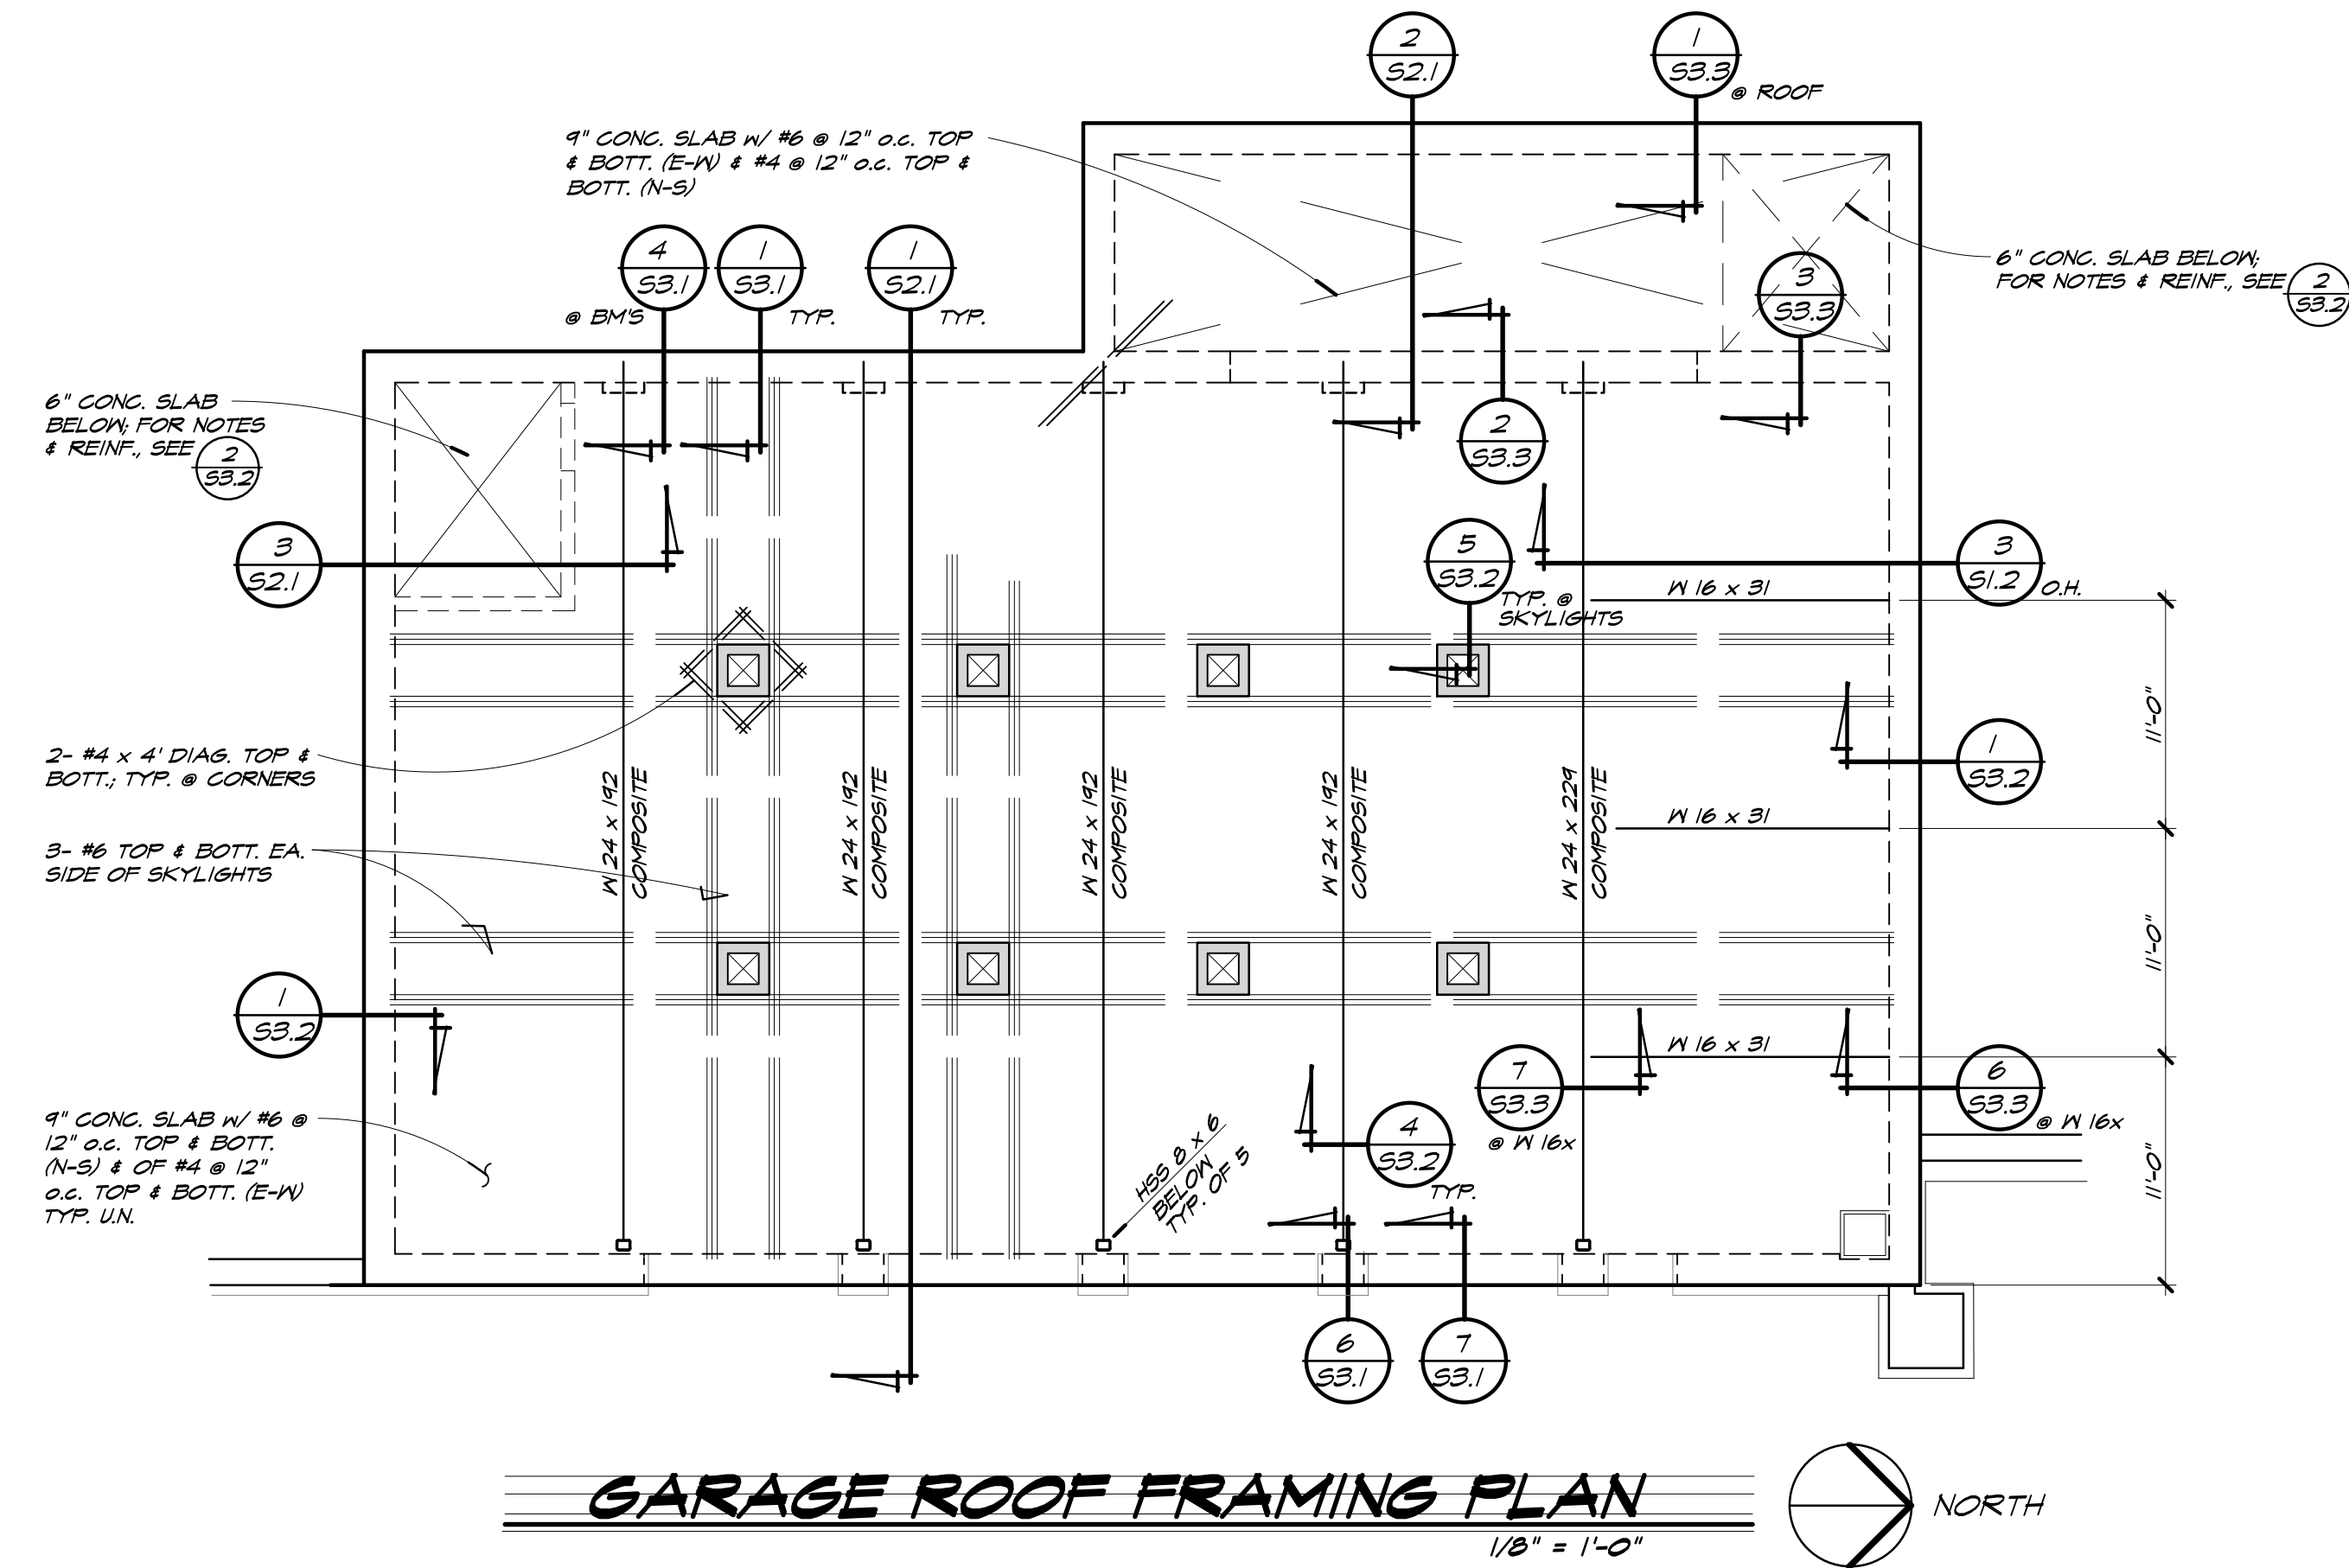 2
S2.1
1
S3.3
@ ROOF
9" CONC. SLAB w/ #6 @ 12" o.c. TOP
& BOTT. (E-W) & #4 @ 12" o.c. TOP &
BOTT. (N-S)
4
S3.1
@ BM'S
1
S3.1
TYP.
1
S2.1
TYP.
6" CONC. SLAB BELOW;
FOR NOTES & REINF., SEE
2
S3.2
3
S3.3
6" CONC. SLAB
BELOW; FOR NOTES
& REINF., SEE
2
S3.2
2
S3.3
3
S2.1
5
S3.2
TYP. @
SKYLIGHTS
3
S1.2
O.H.
W 16 x 31
11'-0"
1
S3.2
2- #4 x 4' DIAG. TOP &
BOTT.; TYP. @ CORNERS
W 24 x 192
COMPOSITE
W 24 x 192
COMPOSITE
W 24 x 192
COMPOSITE
W 24 x 192
COMPOSITE
W 24 x 229
COMPOSITE
W 16 x 31
3- #6 TOP & BOTT. EA.
SIDE OF SKYLIGHTS
11'-0"
1
S3.2
W 16 x 31
7
S3.3
@ W 16x
6
S3.3
@ W 16x
9" CONC. SLAB w/ #6 @
12" o.c. TOP & BOTT.
(N-S) & OF #4 @ 12"
o.c. TOP & BOTT. (E-W)
TYP. U.N.
HSS 8 x 6
BELOW
TYP. OF 5
4
S3.2
TYP.
11'-0"
6
S3.1
7
S3.1
GARAGE ROOF FRAMING PLAN
1/8" = 1'-0"
NORTH